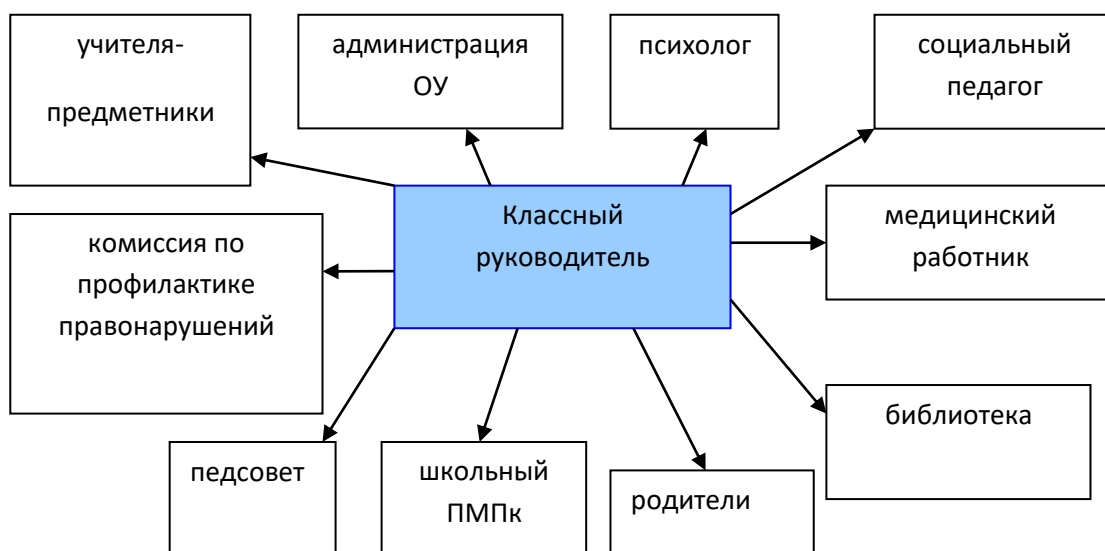 учителя-
предметники
администрация
ОУ
психолог
социальный
педагог
Классный
руководитель
комиссия по
профилактике
правонарушений
медицинский
работник
библиотека
педсовет
школьный
ПМПк
родители